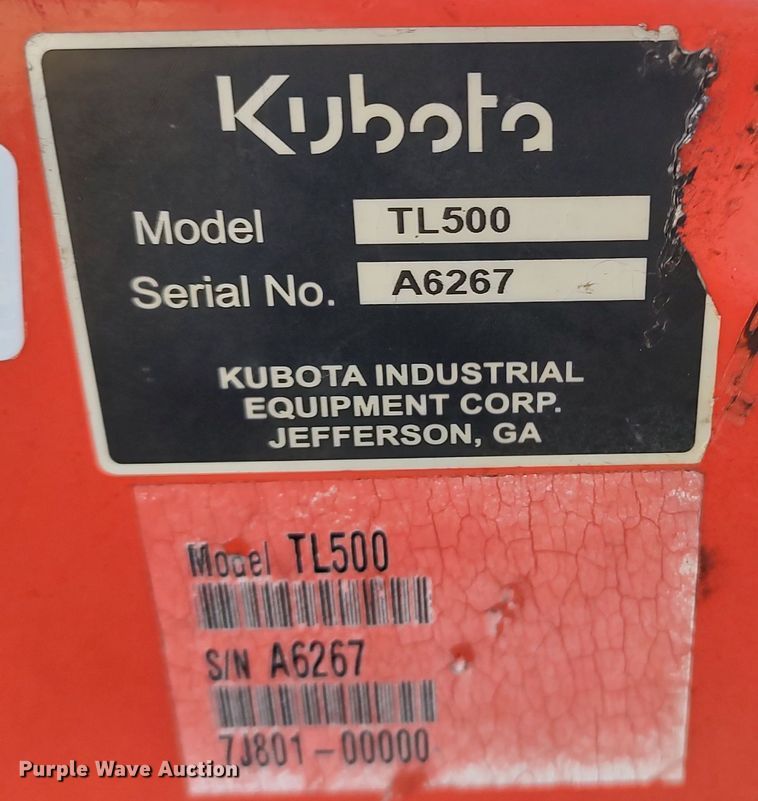 Kubota
Model TL500
Serial No. A6267
KUBOTA INDUSTRIAL
EQUIPMENT CORP.
JEFFERSON, GA
Model TL500
S/N A6267
7J801-00000
Purple Wave Auction